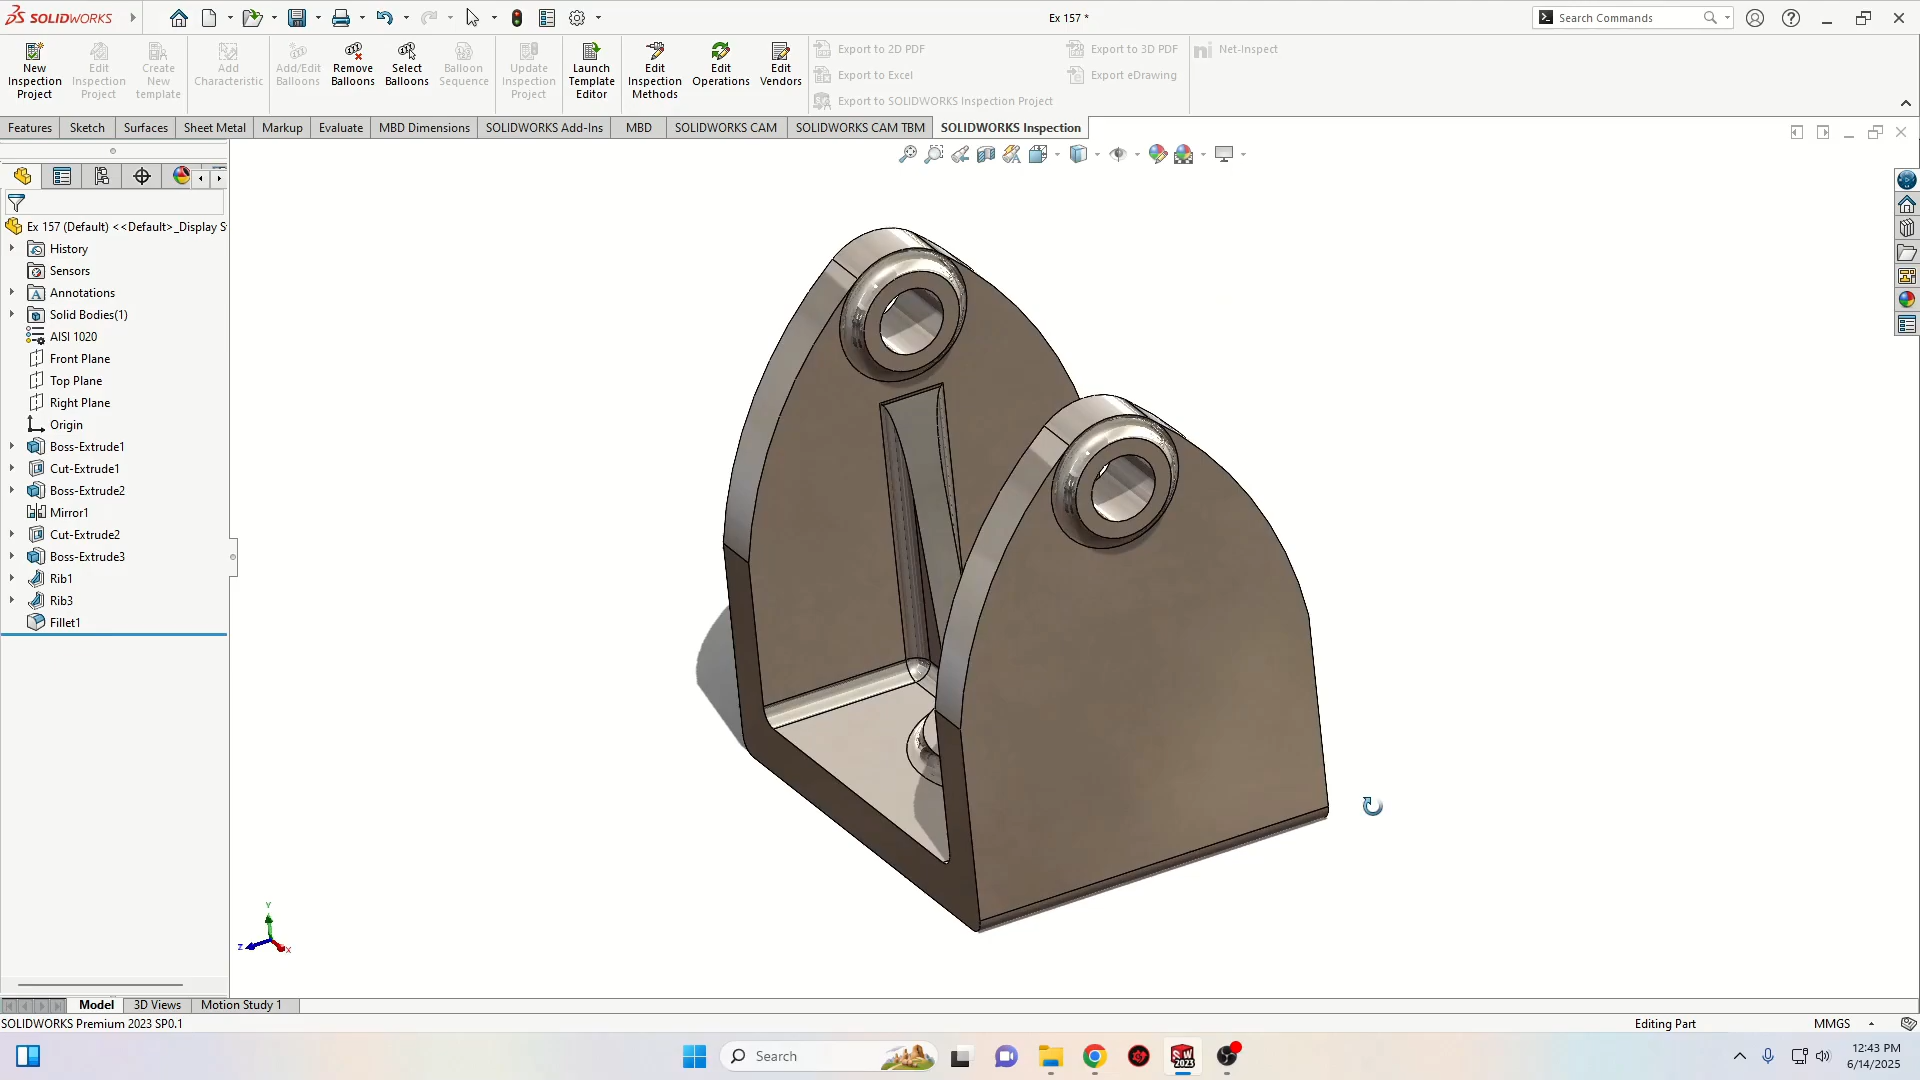 SOLIDWORKS
Ex 157 *
Search Commands
New Inspection Project
Edit Inspection Project
Create New template
Add Characteristic
Add/Edit Balloons
Remove Balloons
Select Balloons
Balloon Sequence
Update Inspection Project
Launch Template Editor
Edit Inspection Methods
Edit Operations
Edit Vendors
Export to 2D PDF
Export to Excel
Export to SOLIDWORKS Inspection Project
Export to 3D PDF
Export eDrawing
Net-Inspect
Features
Sketch
Surfaces
Sheet Metal
Markup
Evaluate
MBD Dimensions
SOLIDWORKS Add-Ins
MBD
SOLIDWORKS CAM
SOLIDWORKS CAM TBM
SOLIDWORKS Inspection
Ex 157 (Default) <<Default>_Display S
History
Sensors
Annotations
Solid Bodies(1)
AISI 1020
Front Plane
Top Plane
Right Plane
Origin
Boss-Extrude1
Cut-Extrude1
Boss-Extrude2
Mirror1
Cut-Extrude2
Boss-Extrude3
Rib1
Rib3
Fillet1
Y
Z
X
Model
3D Views
Motion Study 1
SOLIDWORKS Premium 2023 SP0.1
Editing Part
MMGS
Search
SW
2023
12:43 PM
6/14/2025